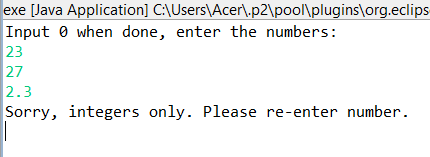 exe [Java Application] C:\Users\Acer\.p2\pool\plugins\org.eclips
Input 0 when done, enter the numbers:
23
27
2.3
Sorry, integers only. Please re-enter number.